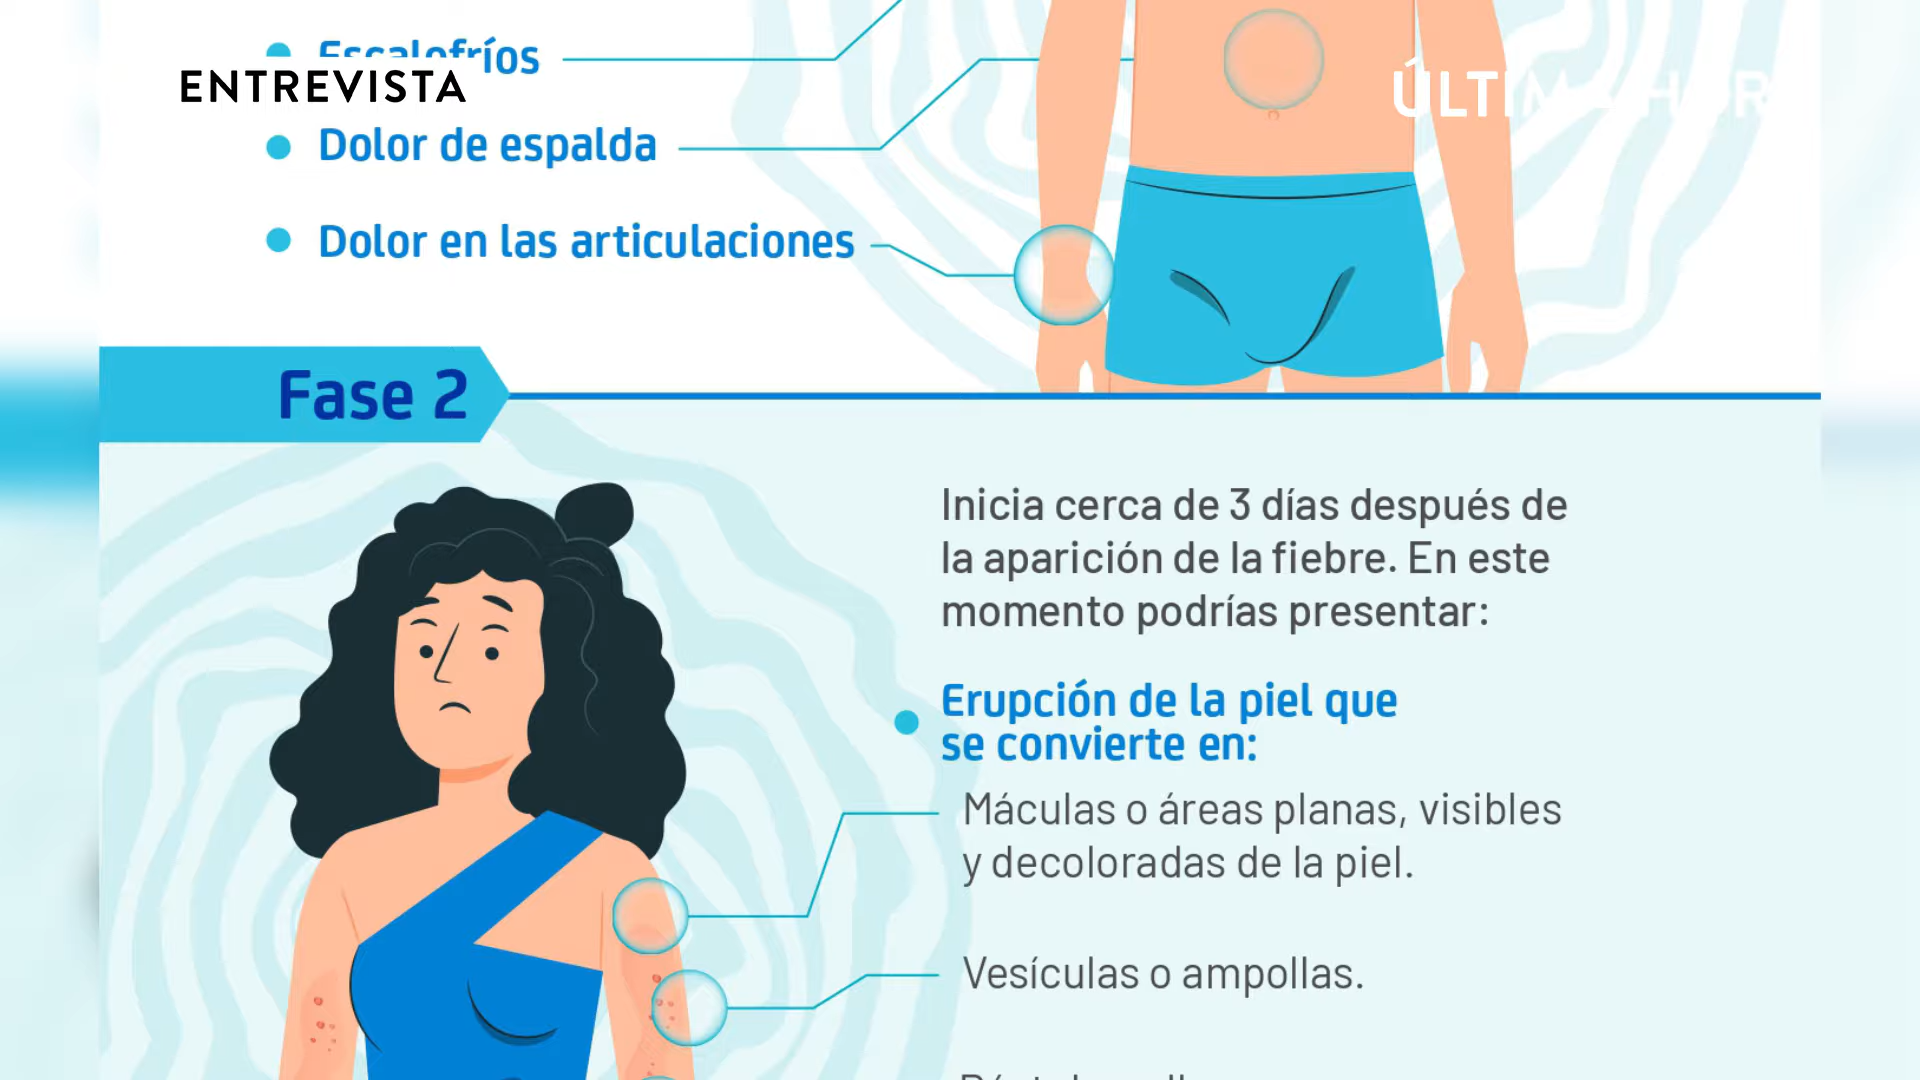 Escalofríos
ENTREVISTA
ÚLTIMA HORA
Dolor de espalda
Dolor en las articulaciones
Fase 2
Inicia cerca de 3 días después de
la aparición de la fiebre. En este
momento podrías presentar:
Erupción de la piel que
se convierte en:
Máculas o áreas planas, visibles
y decoloradas de la piel.
Vesículas o ampollas.